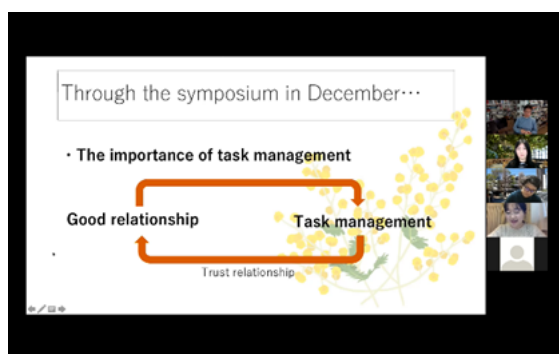 Through the symposium in December…
・The importance of task management
Good relationship
Task management
Trust relationship